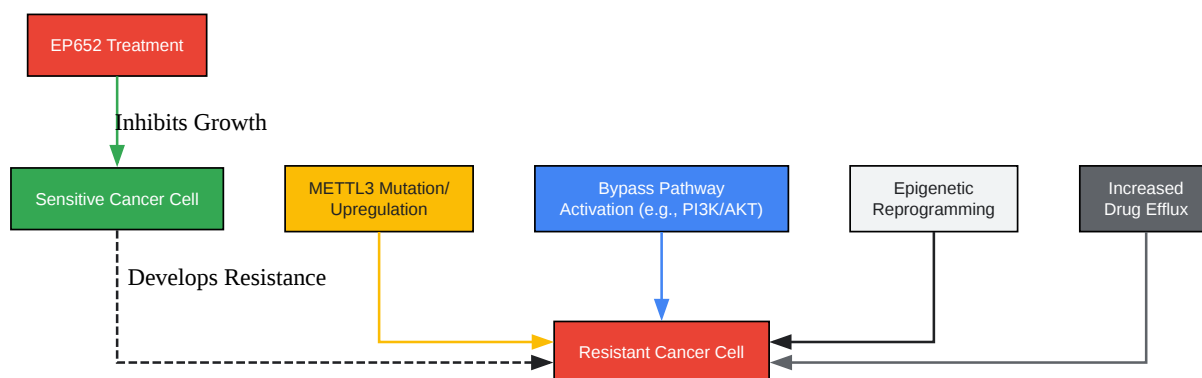 EP652 Treatment
Inhibits Growth
Sensitive Cancer Cell
METTL3 Mutation/
Upregulation
Bypass Pathway
Activation (e.g., PI3K/AKT)
Epigenetic
Reprogramming
Increased
Drug Efflux
Develops Resistance
Resistant Cancer Cell